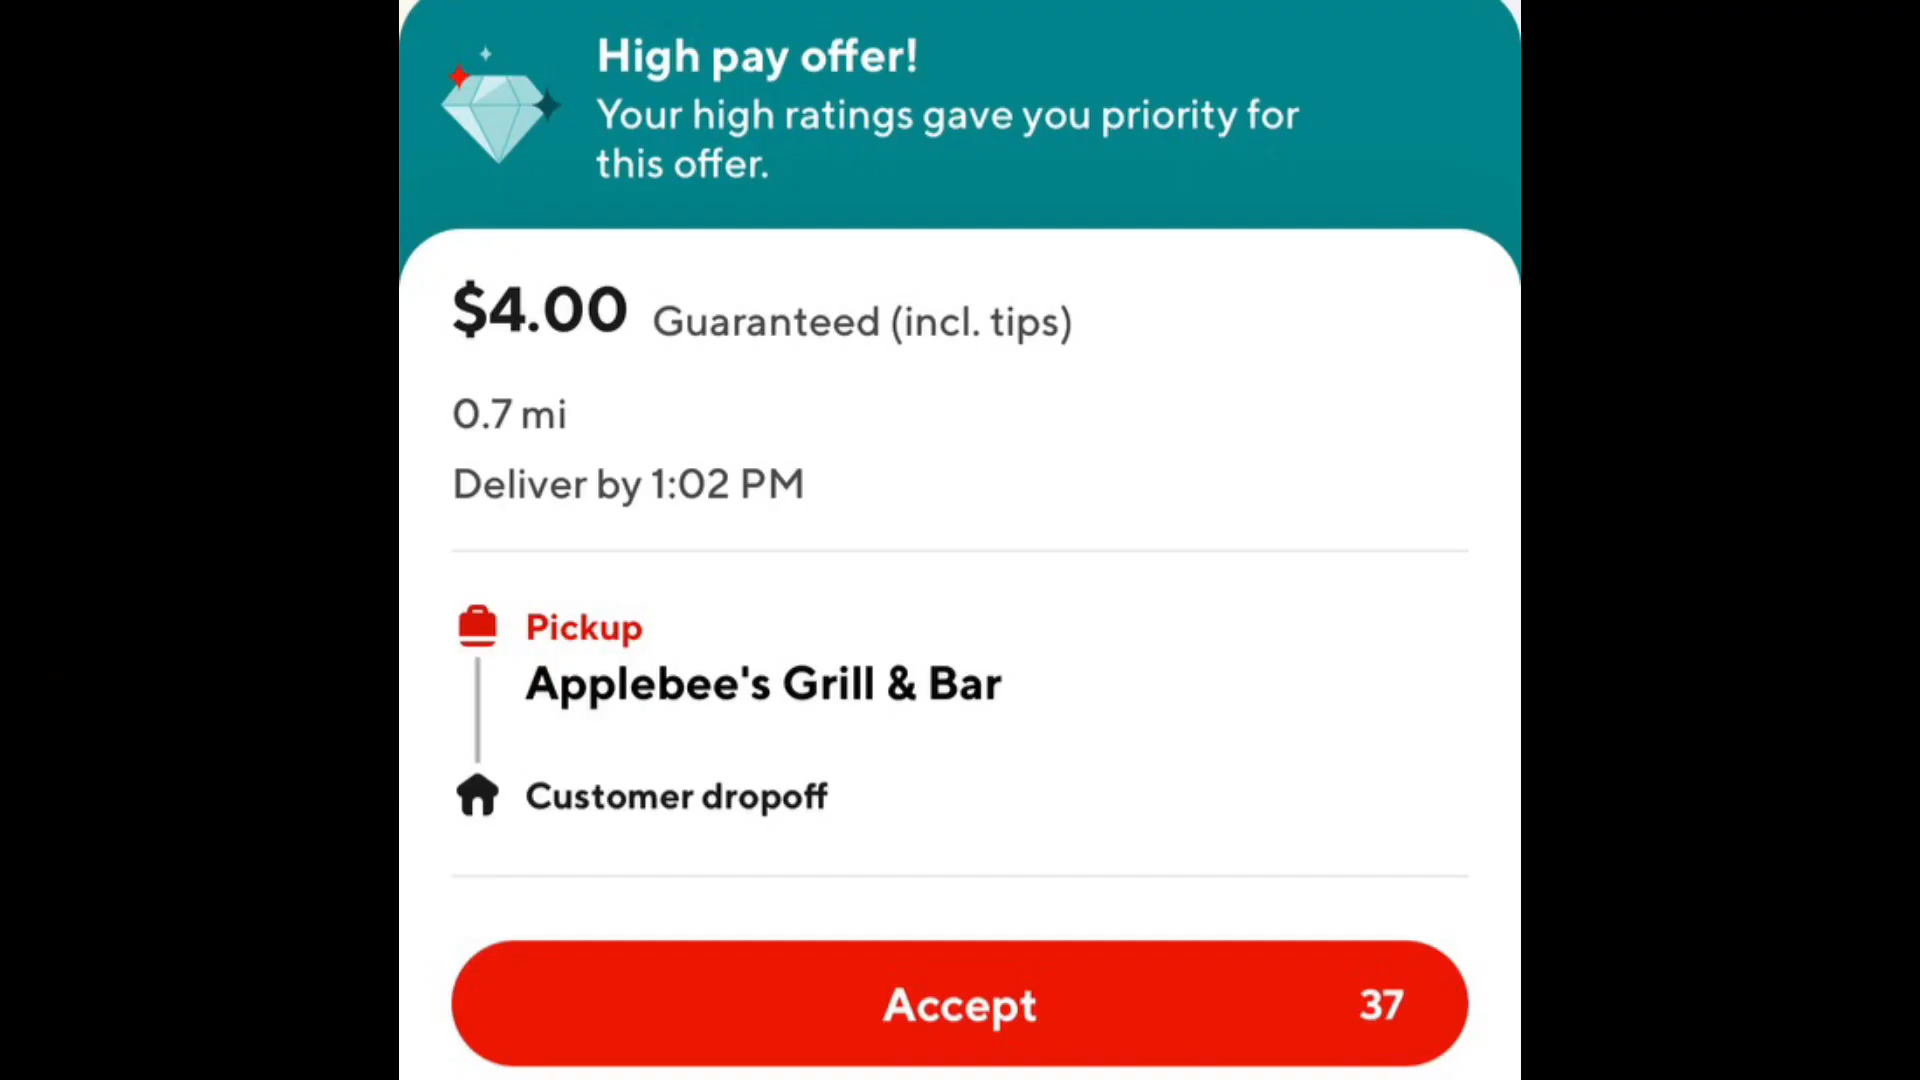 High pay offer!
Your high ratings gave you priority for
this offer.
$4.00 Guaranteed (incl. tips)
0.7 mi
Deliver by 1:02 PM
Pickup
Applebee's Grill & Bar
Customer dropoff
Accept 37